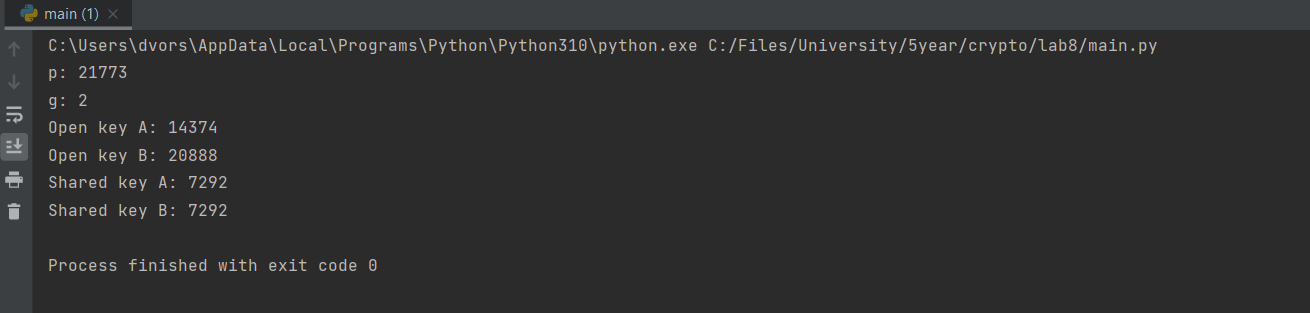 main (1)
C:\Users\dvors\AppData\Local\Programs\Python\Python310\python.exe C:/Files/University/5year/crypto/lab8/main.py
p: 21773
g: 2
Open key A: 14374
Open key B: 20888
Shared key A: 7292
Shared key B: 7292
Process finished with exit code 0